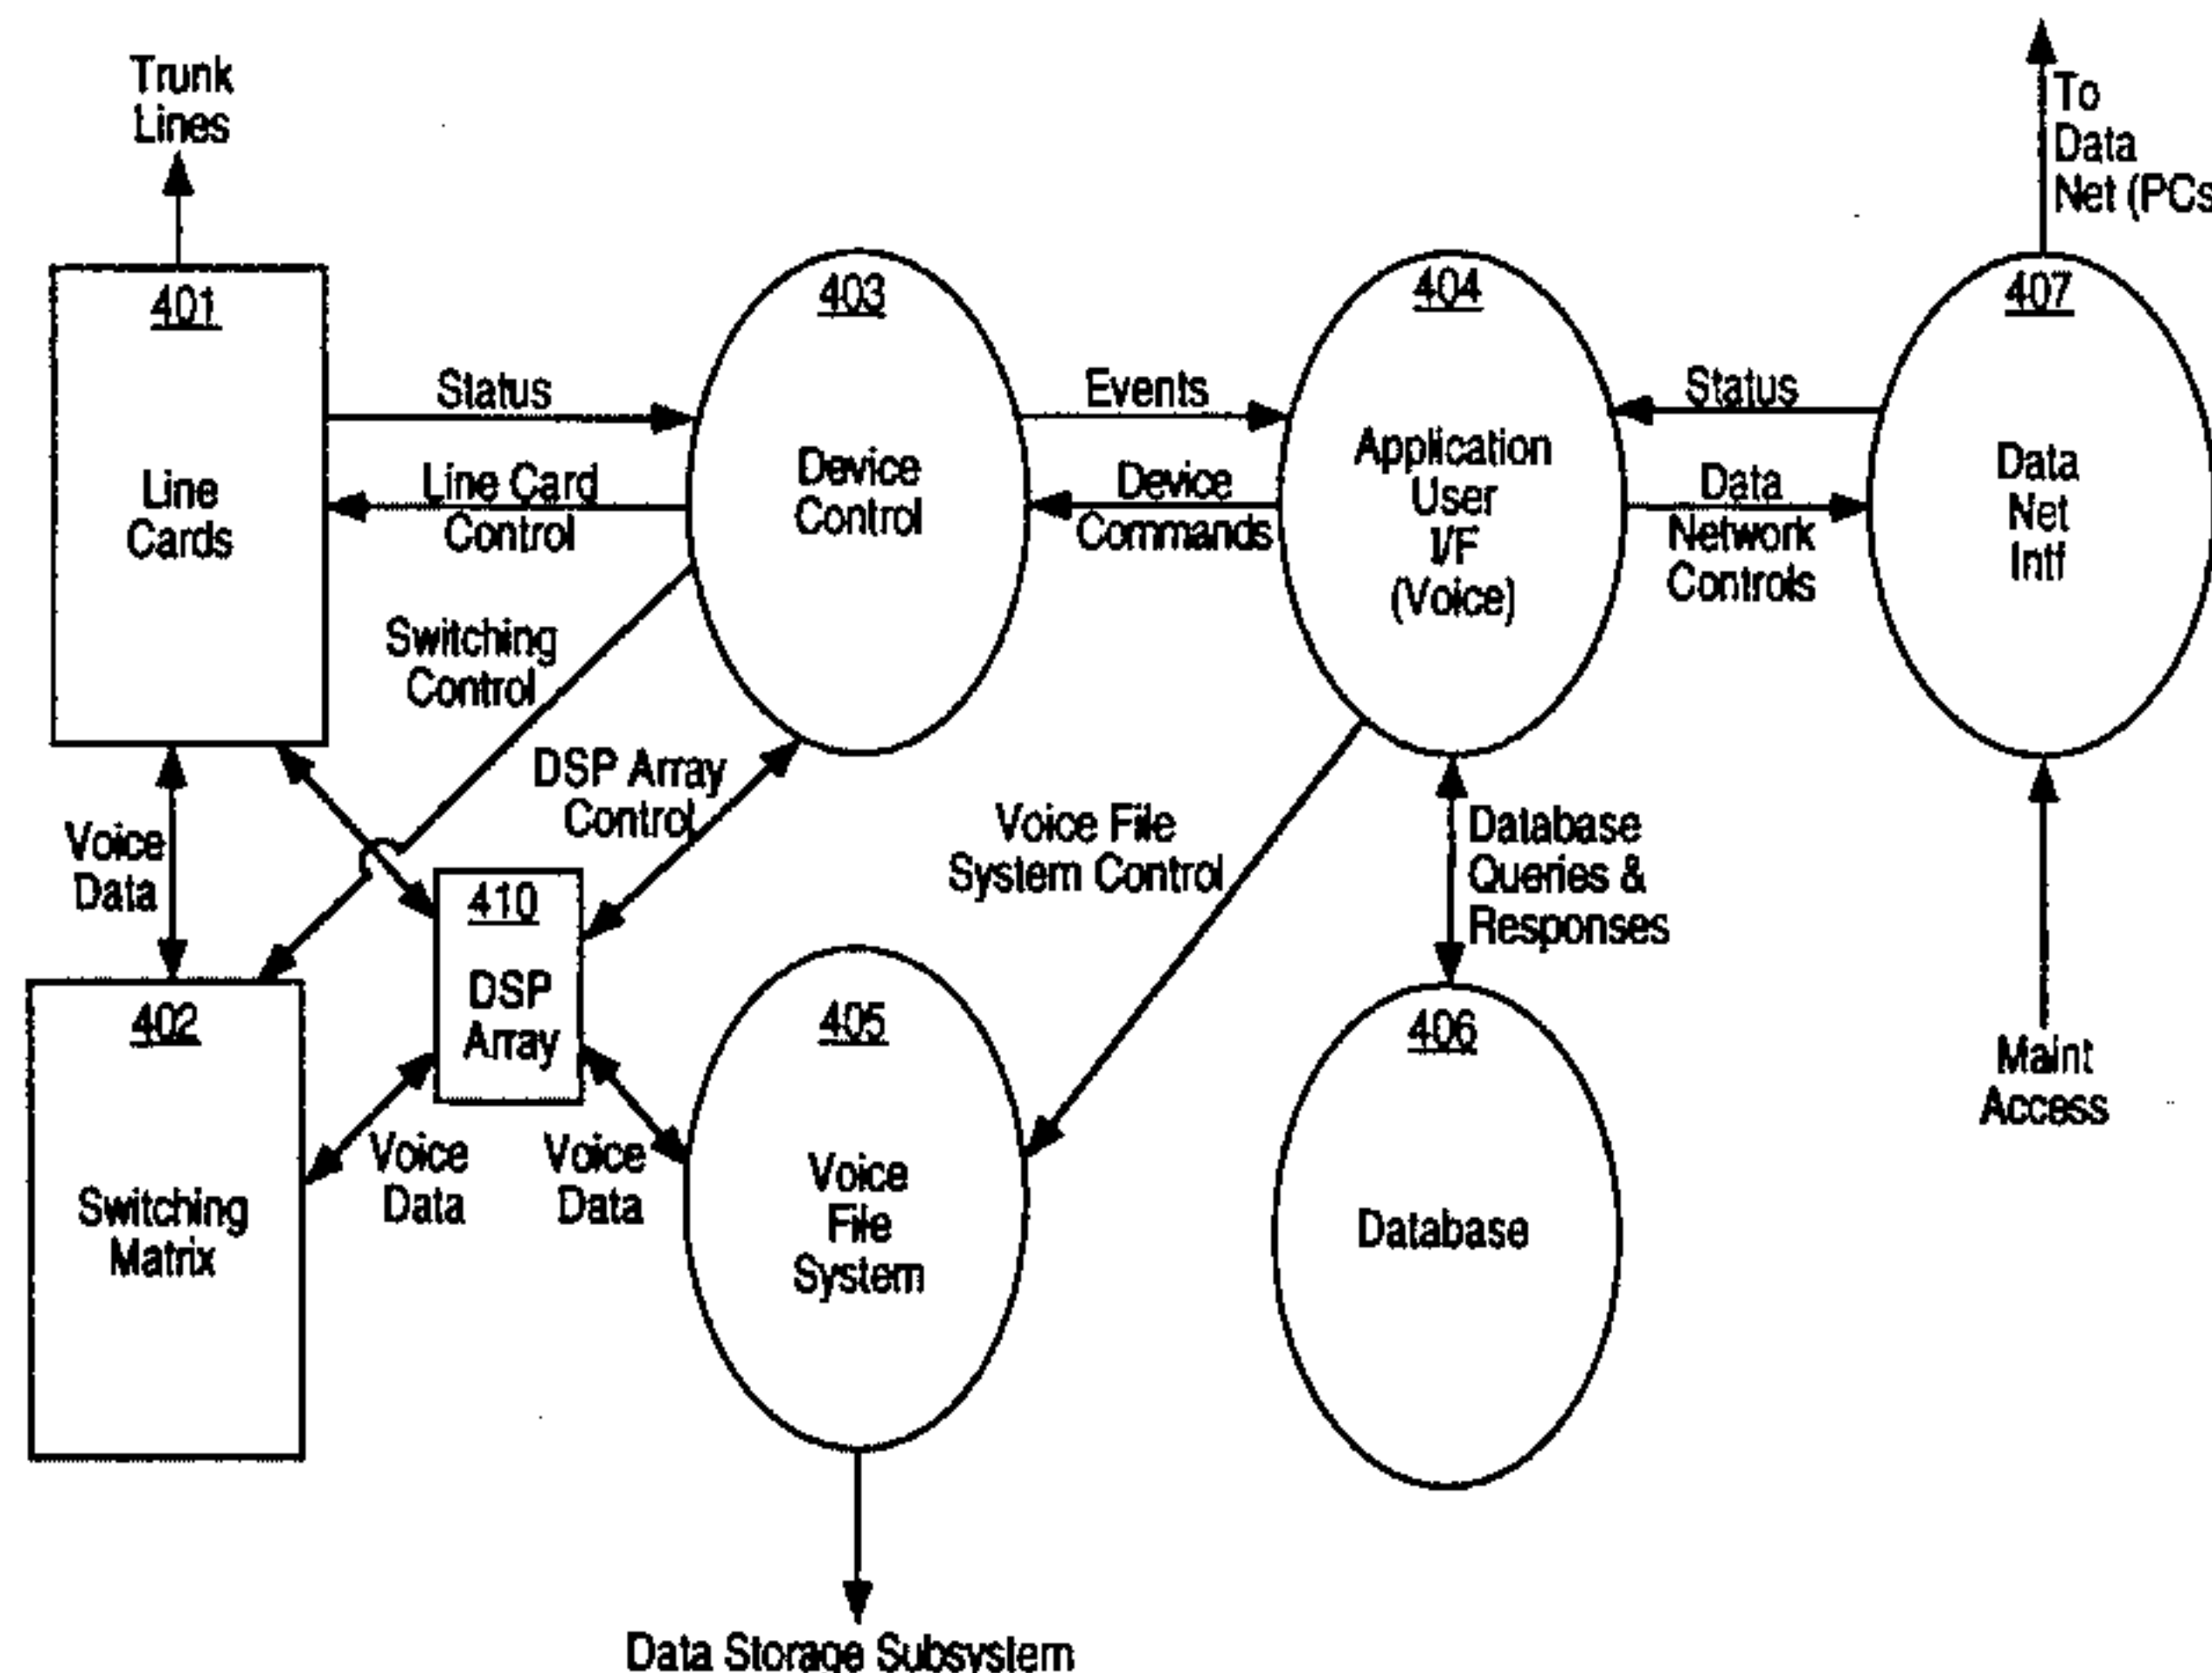 Trunk
Lines
To
Data
Net (PCs
401
Line
Cards
403
Device
Control
404
Application
User
I/F
(Voice)
407
Data
Net
Intf
Status
Line Card
Control
Events
Device
Commands
Status
Data
Network
Controls
Switching
Control
DSP Array
Control
Voice
Data
Voice File
System Control
Database
Queries &
Responses
410
DSP
Array
402
Switching
Matrix
405
Voice
File
System
406
Database
Maint
Access
Voice
Data
Voice
Data
Data Storage Subsystem